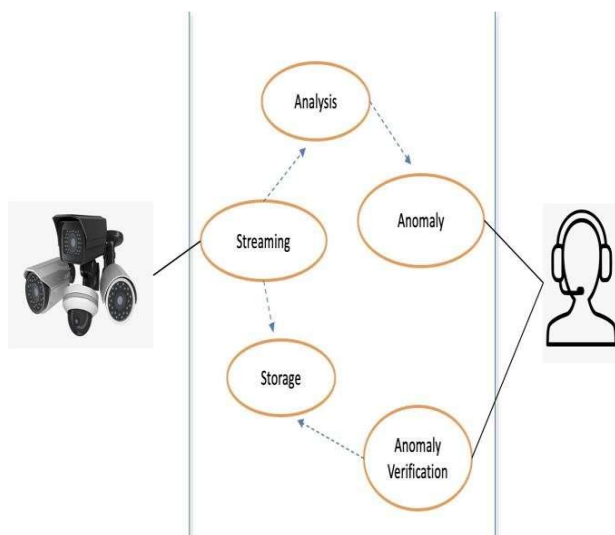 Analysis
Streaming
Anomaly
Storage
Anomaly
Verification